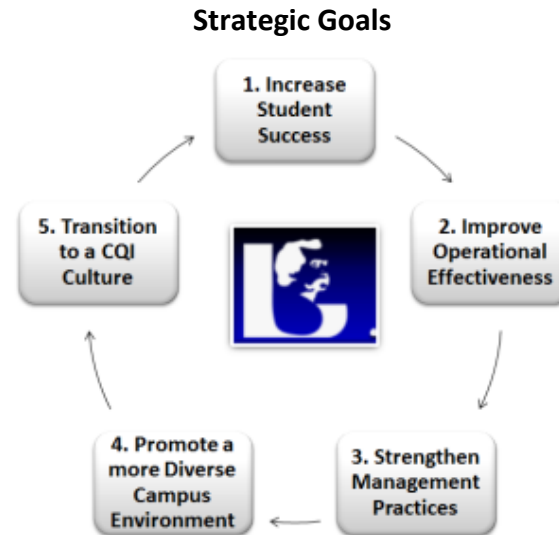 Strategic Goals
1. Increase
Student
Success
2. Improve
Operational
Effectiveness
3. Strengthen
Management
Practices
4. Promote a
more Diverse
Campus
Environment
5. Transition
to a CQI
Culture
L.